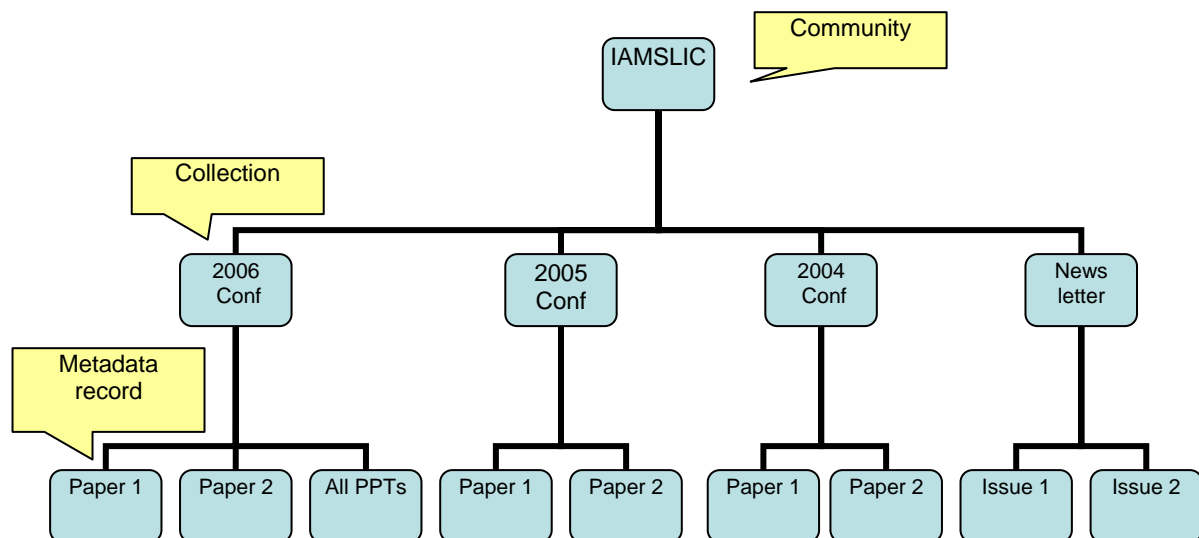 Community
IAMSLIC
Collection
2006
Conf
2005
Conf
2004
Conf
News
letter
Metadata
record
Paper 1
Paper 2
All PPTs
Paper 1
Paper 2
Paper 1
Paper 2
Issue 1
Issue 2